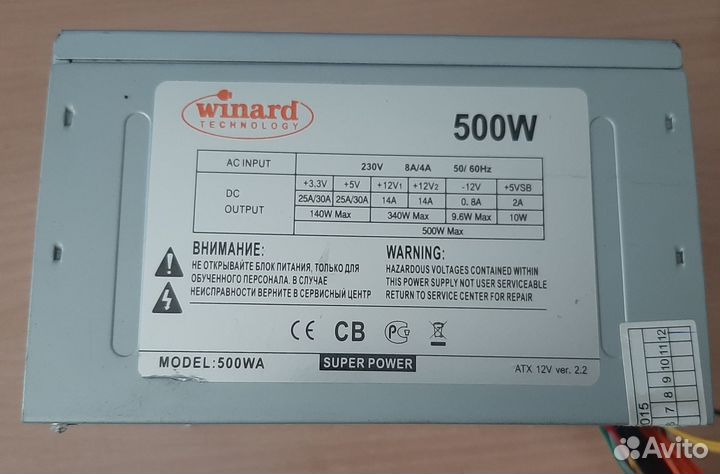 winard
TECHNOLOGY
500W
AC INPUT 230V 8A/4A 50/ 60Hz
DC OUTPUT +3.3V +5V +12V1 +12V2 -12V +5VSB
25A/30A 25A/30A 14A 14A 0. 8A 2A
140W Max 340W Max 9.6W Max 10W
500W Max
ВНИМАНИЕ:
НЕ ОТКРЫВАЙТЕ БЛОК ПИТАНИЯ, ТОЛЬКО ДЛЯ
ОБУЧЕННОГО ПЕРСОНАЛА. В СЛУЧАЕ
НЕИСПРАВНОСТИ ВЕРНИТЕ В СЕРВИСНЫЙ ЦЕНТР
WARNING:
HAZARDOUS VOLTAGES CONTAINED WITHIN
THIS POWER SUPPLY NOT USER SERVICEABLE
RETURN TO SERVICE CENTER FOR REPAIR
CE CB PG
MODEL:500WA
SUPER POWER
ATX 12V ver. 2.2
2015
7 8 9 10 11 12
Avito